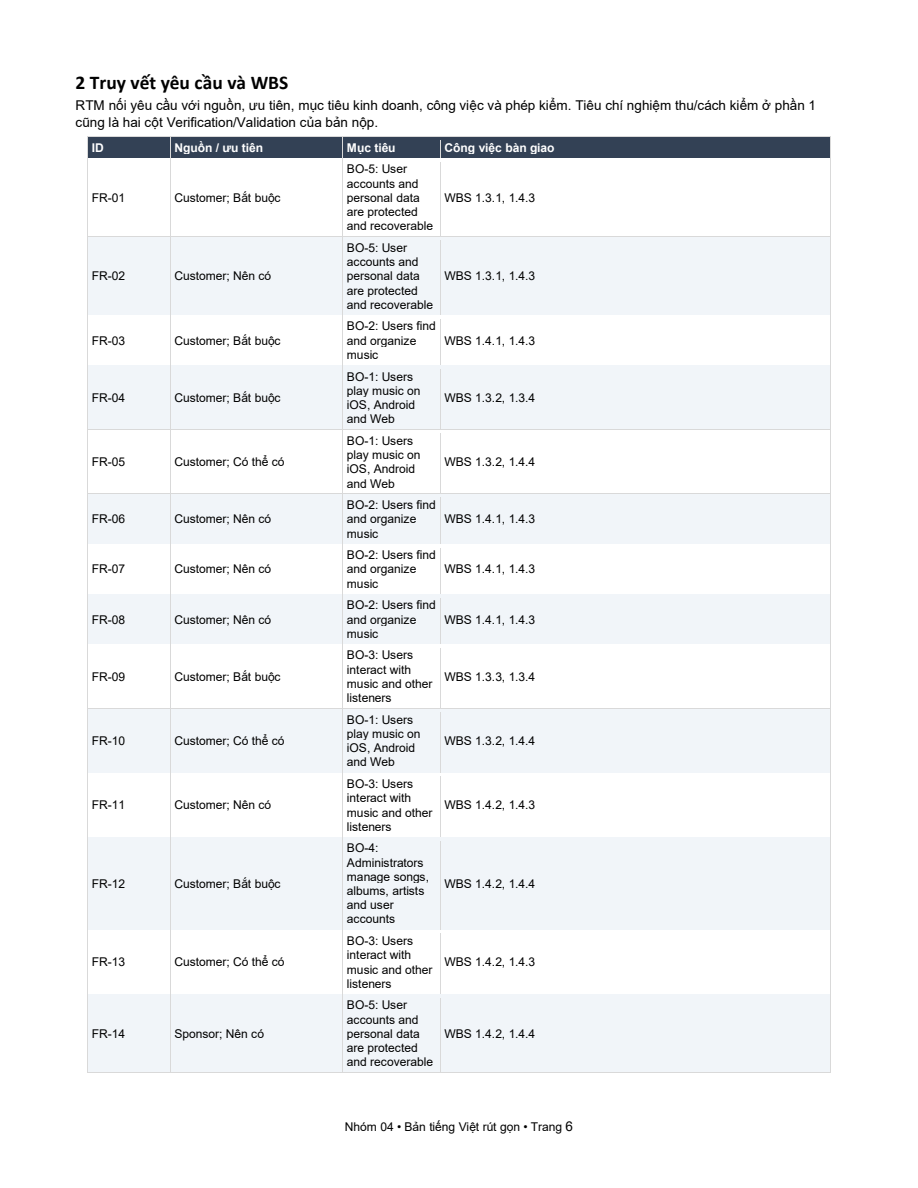 2 Truy vết yêu cầu và WBS
RTM nối yêu cầu với nguồn, ưu tiên, mục tiêu kinh doanh, công việc và phép kiểm. Tiêu chí nghiệm thu/cách kiểm ở phần 1
cũng là hai cột Verification/Validation của bản nộp.
ID Nguồn / ưu tiên Mục tiêu Công việc bàn giao
FR-01 Customer; Bắt buộc BO-5: User
accounts and
personal data
are protected
and recoverable
WBS 1.3.1, 1.4.3
FR-02 Customer; Nên có BO-5: User
accounts and
personal data
are protected
and recoverable
WBS 1.3.1, 1.4.3
FR-03 Customer; Bắt buộc BO-2: Users find
and organize
music
WBS 1.4.1, 1.4.3
FR-04 Customer; Bắt buộc BO-1: Users
play music on
iOS, Android
and Web
WBS 1.3.2, 1.3.4
FR-05 Customer; Có thể có BO-1: Users
play music on
iOS, Android
and Web
WBS 1.3.2, 1.4.4
FR-06 Customer; Nên có BO-2: Users find
and organize
music
WBS 1.4.1, 1.4.3
FR-07 Customer; Nên có BO-2: Users find
and organize
music
WBS 1.4.1, 1.4.3
FR-08 Customer; Nên có BO-2: Users find
and organize
music
WBS 1.4.1, 1.4.3
FR-09 Customer; Bắt buộc BO-3: Users
interact with
music and other
listeners
WBS 1.3.3, 1.3.4
FR-10 Customer; Có thể có BO-1: Users
play music on
iOS, Android
and Web
WBS 1.3.2, 1.4.4
FR-11 Customer; Nên có BO-3: Users
interact with
music and other
listeners
WBS 1.4.2, 1.4.3
FR-12 Customer; Bắt buộc BO-4:
Administrators
manage songs,
albums, artists
and user
accounts
WBS 1.4.2, 1.4.4
FR-13 Customer; Có thể có BO-3: Users
interact with
music and other
listeners
WBS 1.4.2, 1.4.3
FR-14 Sponsor; Nên có BO-5: User
accounts and
personal data
are protected
and recoverable
WBS 1.4.2, 1.4.4
Nhóm 04 • Bản tiếng Việt rút gọn • Trang 6